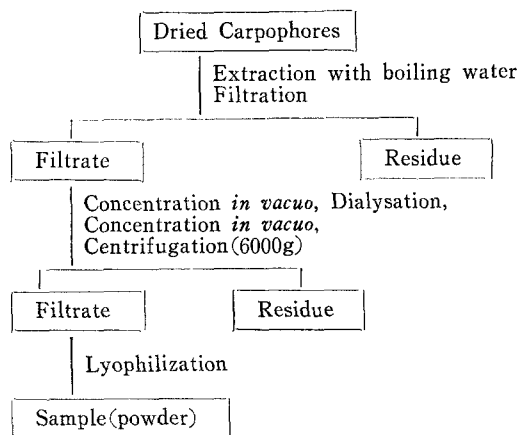 Dried Carpophores
Extraction with boiling water
Filtration
Filtrate
Residue
Concentration in vacuo, Dialysation,
Concentration in vacuo,
Centrifugation(6000g)
Filtrate
Residue
Lyophilization
Sample(powder)